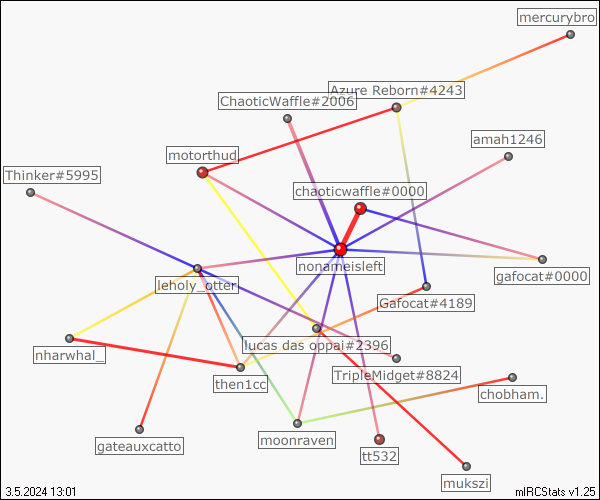 mercurybro
Azure Reborn#4243
ChaoticWaffle#2006
amah1246
motorthud
Thinker#5995
chaoticwaffle#0000
nonameisleft
gafocat#0000
leholy_otter
Gafocat#4189
lucas das oppai#2396
nharwhal_
TripleMidget#8824
then1cc
chobham.
moonraven
gateauxcatto
tt532
mukszi
3.5.2024 13:01
mIRCStats v1.25